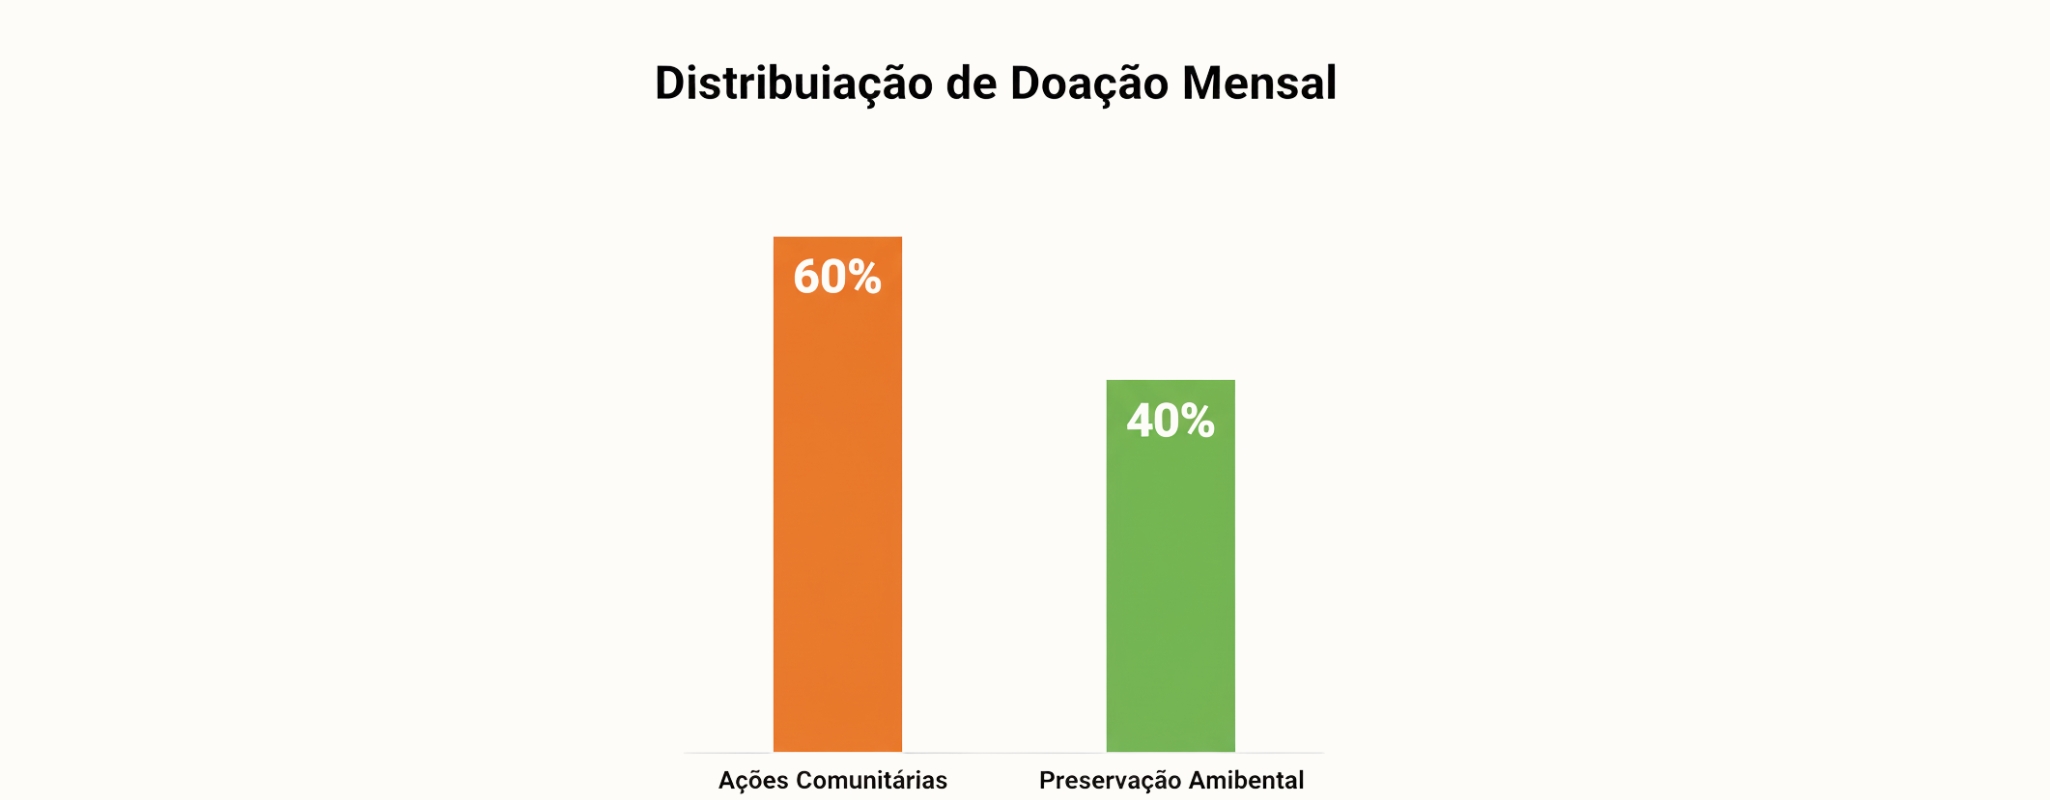 Distribuiação de Doação Mensal
60%
40%
Ações Comunitárias
Preservação Amibental